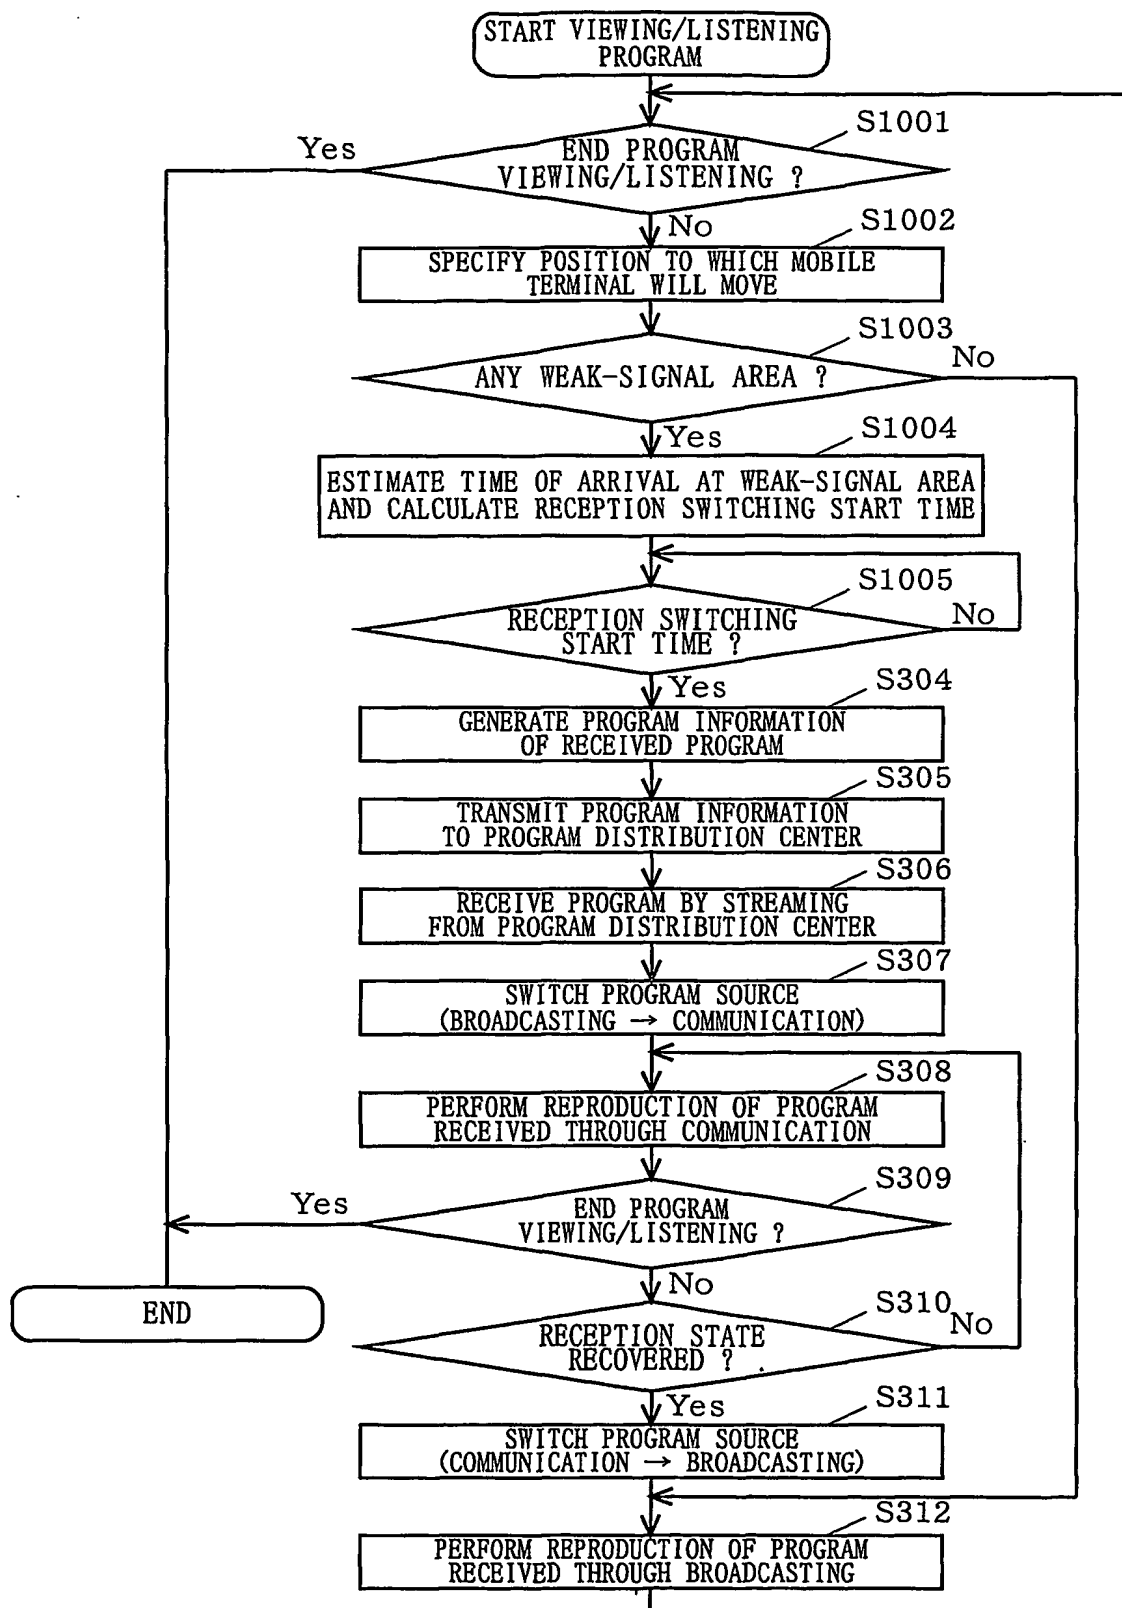 START VIEWING/LISTENING
PROGRAM
S1001
Yes
END PROGRAM
VIEWING/LISTENING ?
No
S1002
SPECIFY POSITION TO WHICH MOBILE
TERMINAL WILL MOVE
S1003
No
ANY WEAK-SIGNAL AREA ?
Yes
S1004
ESTIMATE TIME OF ARRIVAL AT WEAK-SIGNAL AREA
AND CALCULATE RECEPTION SWITCHING START TIME
S1005
No
RECEPTION SWITCHING
START TIME ?
Yes
S304
GENERATE PROGRAM INFORMATION
OF RECEIVED PROGRAM
S305
TRANSMIT PROGRAM INFORMATION
TO PROGRAM DISTRIBUTION CENTER
S306
RECEIVE PROGRAM BY STREAMING
FROM PROGRAM DISTRIBUTION CENTER
S307
SWITCH PROGRAM SOURCE
(BROADCASTING → COMMUNICATION)
S308
PERFORM REPRODUCTION OF PROGRAM
RECEIVED THROUGH COMMUNICATION
S309
Yes
END PROGRAM
VIEWING/LISTENING ?
No
END
S310
No
RECEPTION STATE
RECOVERED ?
Yes
S311
SWITCH PROGRAM SOURCE
(COMMUNICATION → BROADCASTING)
S312
PERFORM REPRODUCTION OF PROGRAM
RECEIVED THROUGH BROADCASTING